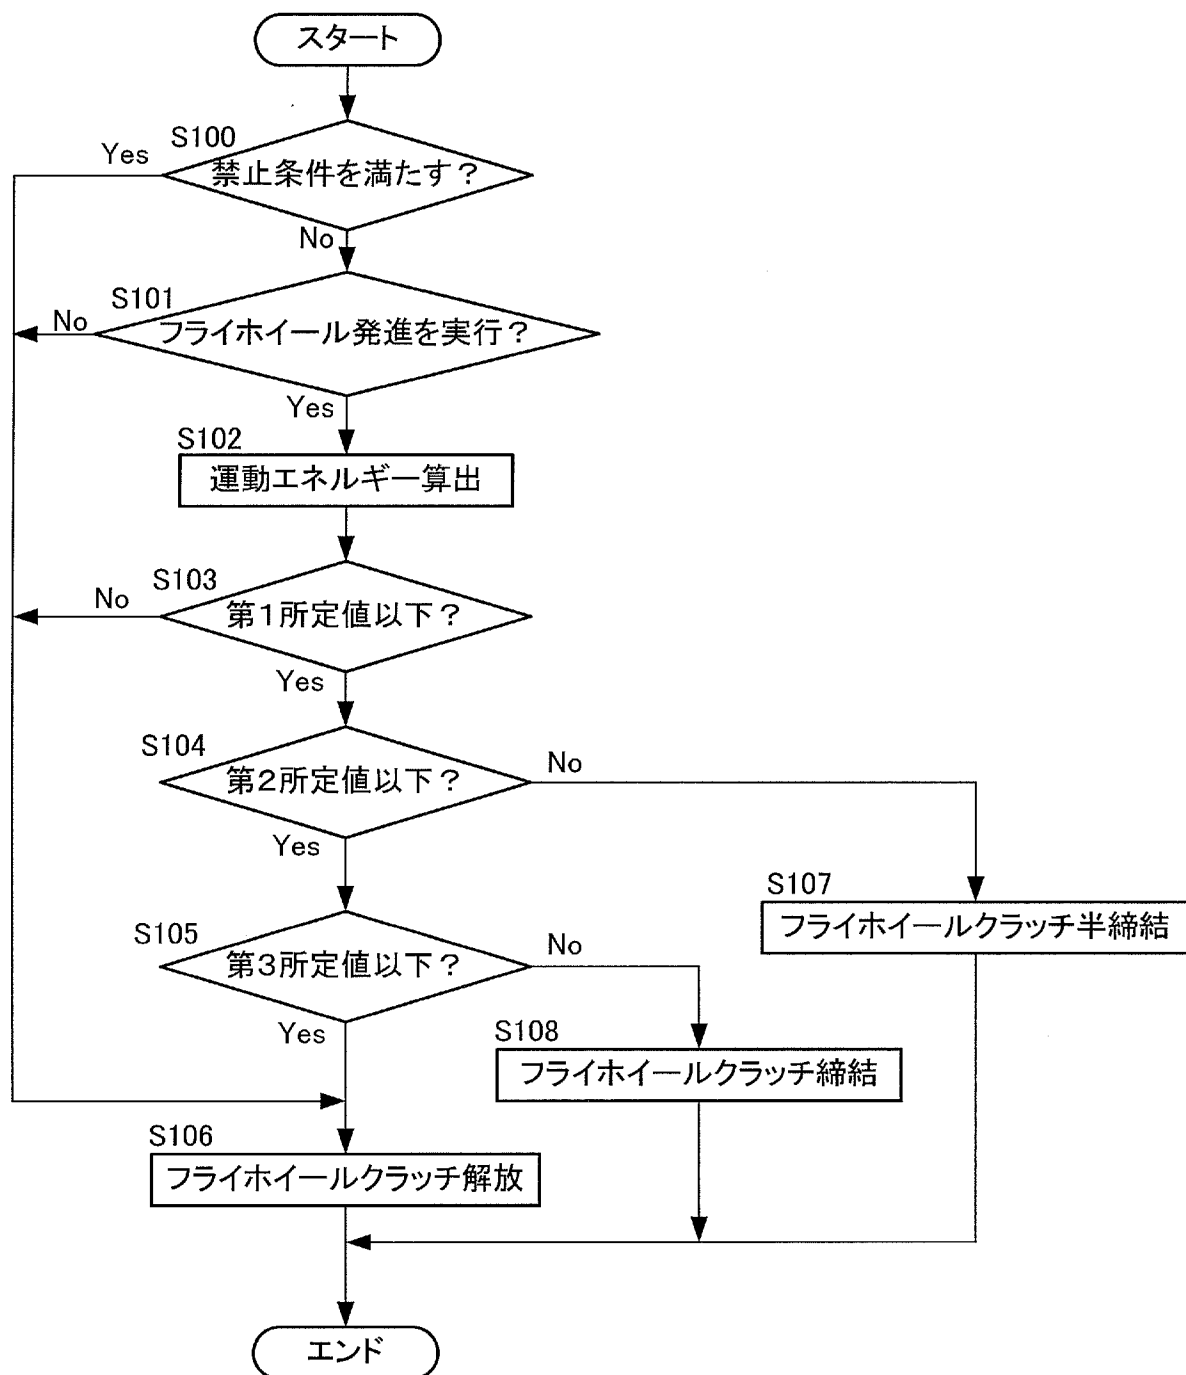 スタート
S100
Yes
禁止条件を満たす?
No
S101
No
フライホイール発進を実行?
Yes
S102
運動エネルギー算出
S103
No
第1所定値以下?
Yes
S104
No
第2所定値以下?
Yes
S107
フライホイールクラッチ半締結
S105
No
第3所定値以下?
Yes
S108
フライホイールクラッチ締結
S106
フライホイールクラッチ解放
エンド